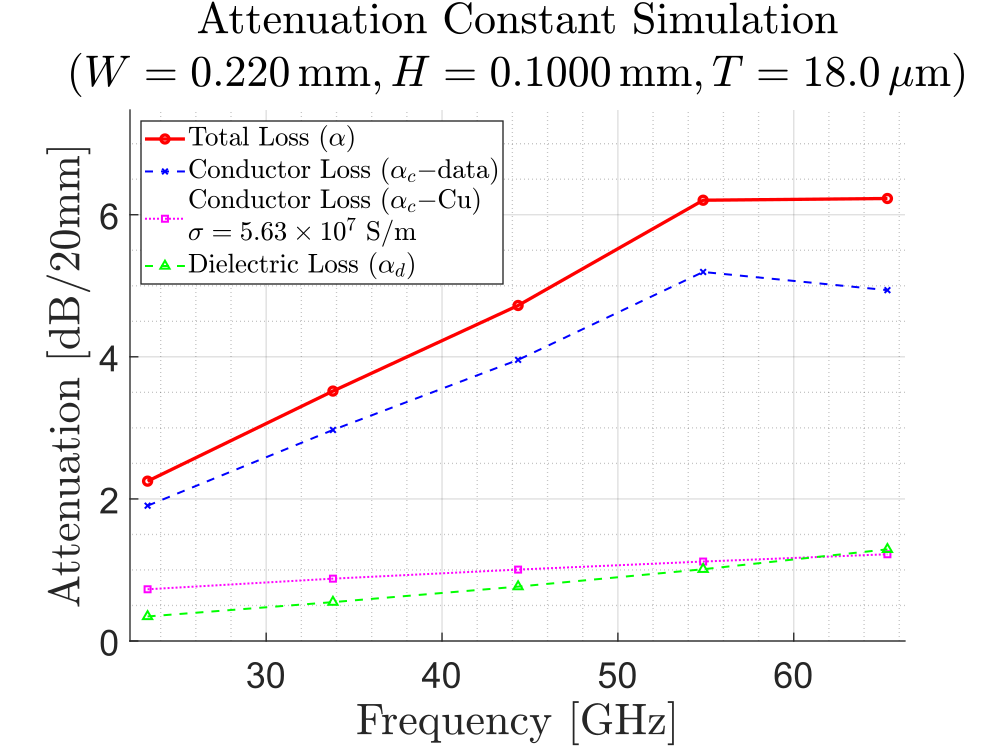 Attenuation Constant Simulation
(W = 0.220 mm, H = 0.1000 mm, T = 18.0 μm)
Total Loss (α)
Conductor Loss (α_c−data)
Conductor Loss (α_c−Cu)
σ = 5.63 × 10⁷ S/m
Dielectric Loss (α_d)
Attenuation [dB/20mm]
6
4
2
0
30 40 50 60
Frequency [GHz]